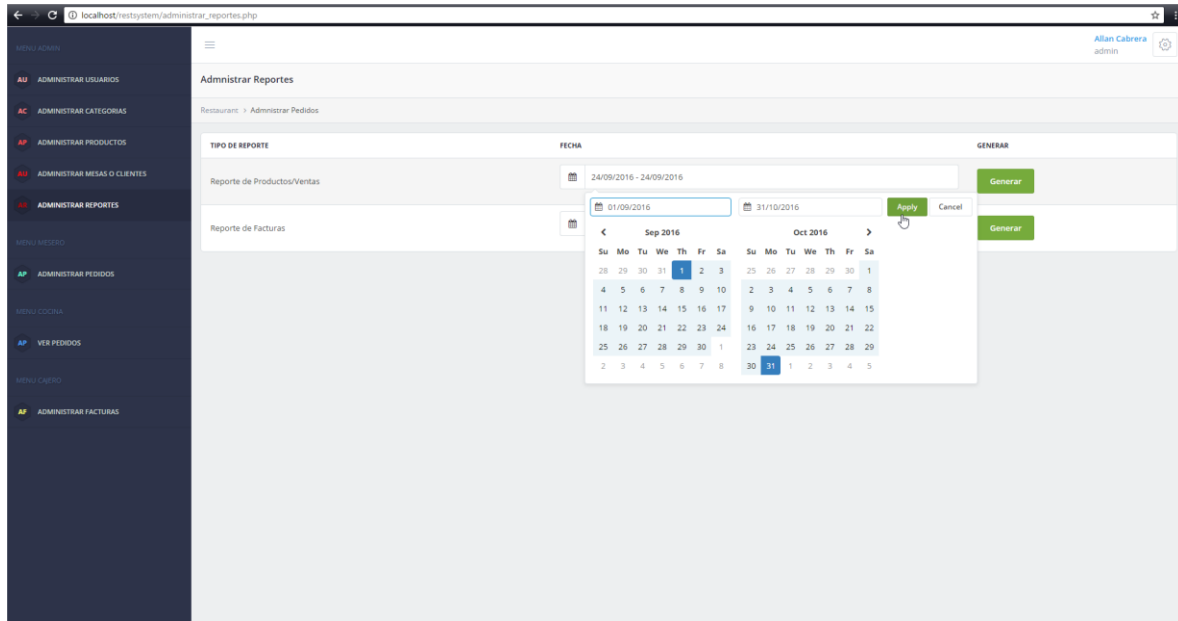 localhost/restsystem/administrar_reportes.php
MENU ADMIN
AU ADMINISTRAR USUARIOS
AC ADMINISTRAR CATEGORIAS
AP ADMINISTRAR PRODUCTOS
AU ADMINISTRAR MESAS O CLIENTES
AR ADMINISTRAR REPORTES
MENU MESERO
AP ADMINISTRAR PEDIDOS
MENU COCINA
AP VER PEDIDOS
MENU CAJERO
AF ADMINISTRAR FACTURAS
Allan Cabrera
admin
Admnistrar Reportes
Restaurant > Admnistrar Pedidos
TIPO DE REPORTE FECHA GENERAR
Reporte de Productos/Ventas 24/09/2016 - 24/09/2016 Generar
Reporte de Facturas Generar
01/09/2016 31/10/2016 Apply Cancel
Sep 2016
Su Mo Tu We Th Fr Sa
28 29 30 31 1 2 3
4 5 6 7 8 9 10
11 12 13 14 15 16 17
18 19 20 21 22 23 24
25 26 27 28 29 30 1
2 3 4 5 6 7 8
Oct 2016
Su Mo Tu We Th Fr Sa
25 26 27 28 29 30 1
2 3 4 5 6 7 8
9 10 11 12 13 14 15
16 17 18 19 20 21 22
23 24 25 26 27 28 29
30 31 1 2 3 4 5